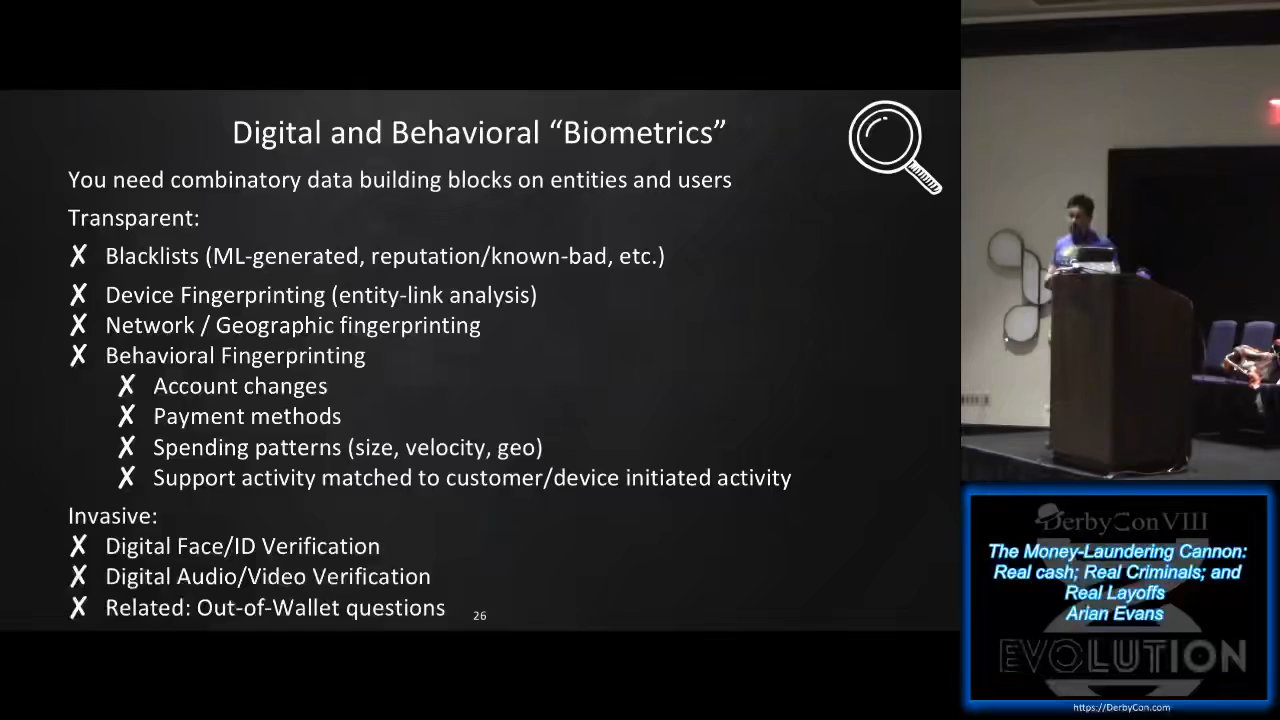 Digital and Behavioral “Biometrics”
You need combinatory data building blocks on entities and users
Transparent:
✗ Blacklists (ML-generated, reputation/known-bad, etc.)
✗ Device Fingerprinting (entity-link analysis)
✗ Network / Geographic fingerprinting
✗ Behavioral Fingerprinting
✗ Account changes
✗ Payment methods
✗ Spending patterns (size, velocity, geo)
✗ Support activity matched to customer/device initiated activity
Invasive:
✗ Digital Face/ID Verification
✗ Digital Audio/Video Verification
✗ Related: Out-of-Wallet questions
26
DerbyCon VIII
The Money-Laundering Cannon:
Real cash; Real Criminals; and
Real Layoffs
Arian Evans
EVOLUTION
https://DerbyCon.com